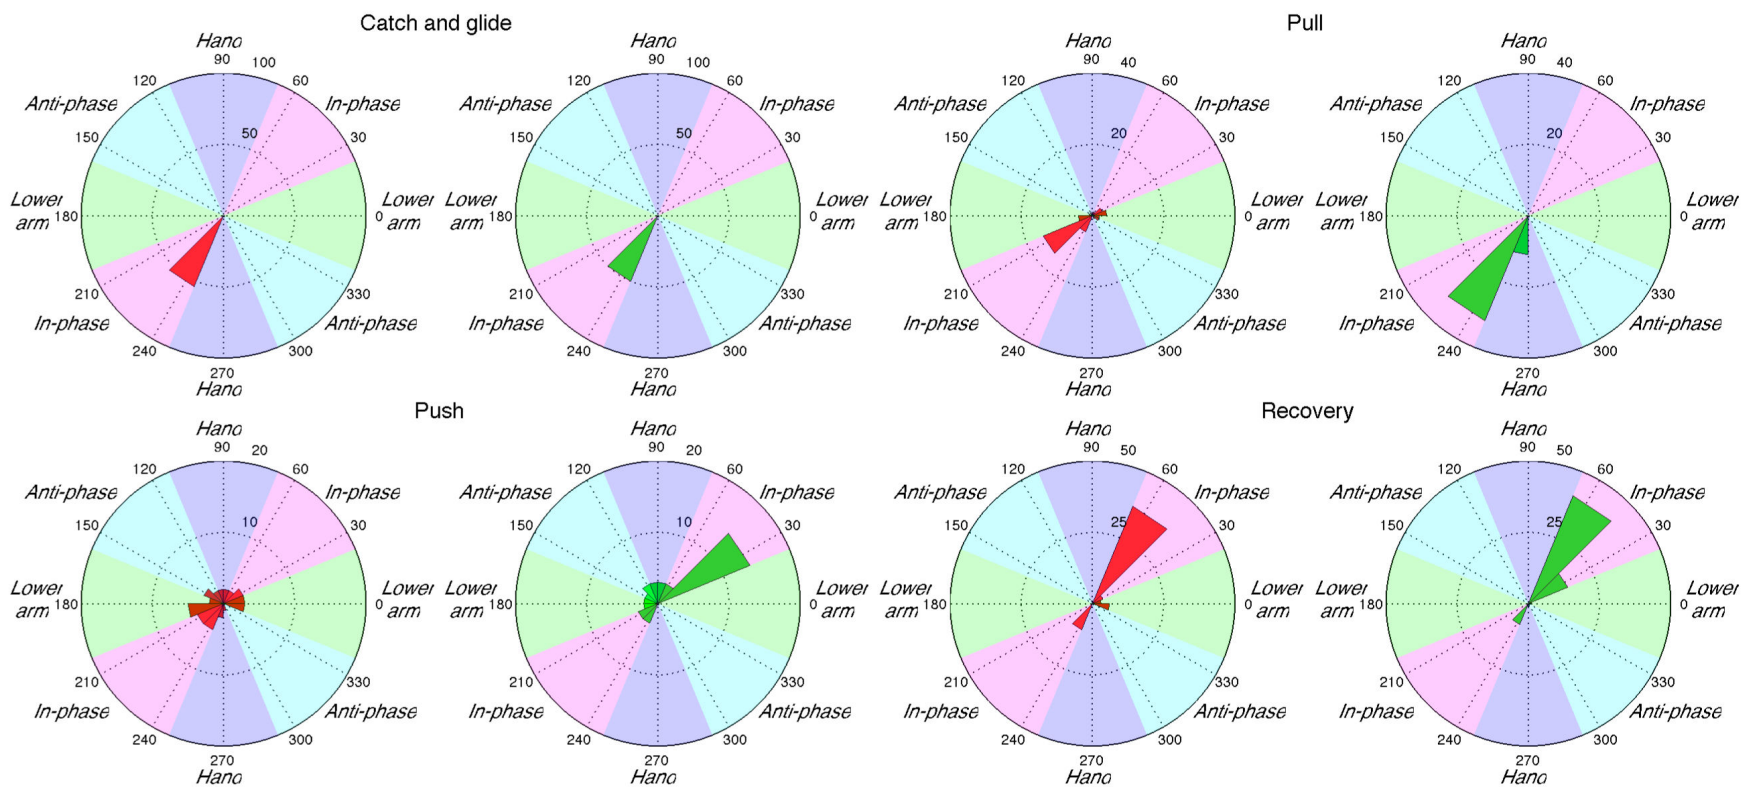 Catch and glide
Hand
90 100
120 60
Anti-phase In-phase
150 50 30
Lower arm 180 0 Lower arm
210 330
In-phase Anti-phase
240 300
270
Hand
Hand
90 100
120 60
Anti-phase In-phase
150 50 30
Lower arm 180 0 Lower arm
210 330
In-phase Anti-phase
240 300
270
Hand
Pull
Hand
90 40
120 60
Anti-phase In-phase
150 20 30
Lower arm 180 0 Lower arm
210 330
In-phase Anti-phase
240 300
270
Hand
Hand
90 40
120 60
Anti-phase In-phase
150 20 30
Lower arm 180 0 Lower arm
210 330
In-phase Anti-phase
240 300
270
Hand
Push
Hand
90 20
120 60
Anti-phase In-phase
150 10 30
Lower arm 180 0 Lower arm
210 330
In-phase Anti-phase
240 300
270
Hand
Hand
90 20
120 60
Anti-phase In-phase
150 10 30
Lower arm 180 0 Lower arm
210 330
In-phase Anti-phase
240 300
270
Hand
Recovery
Hand
90 50
120 60
Anti-phase In-phase
150 25 30
Lower arm 180 0 Lower arm
210 330
In-phase Anti-phase
240 300
270
Hand
Hand
90 50
120 60
Anti-phase In-phase
150 25 30
Lower arm 180 0 Lower arm
210 330
In-phase Anti-phase
240 300
270
Hand